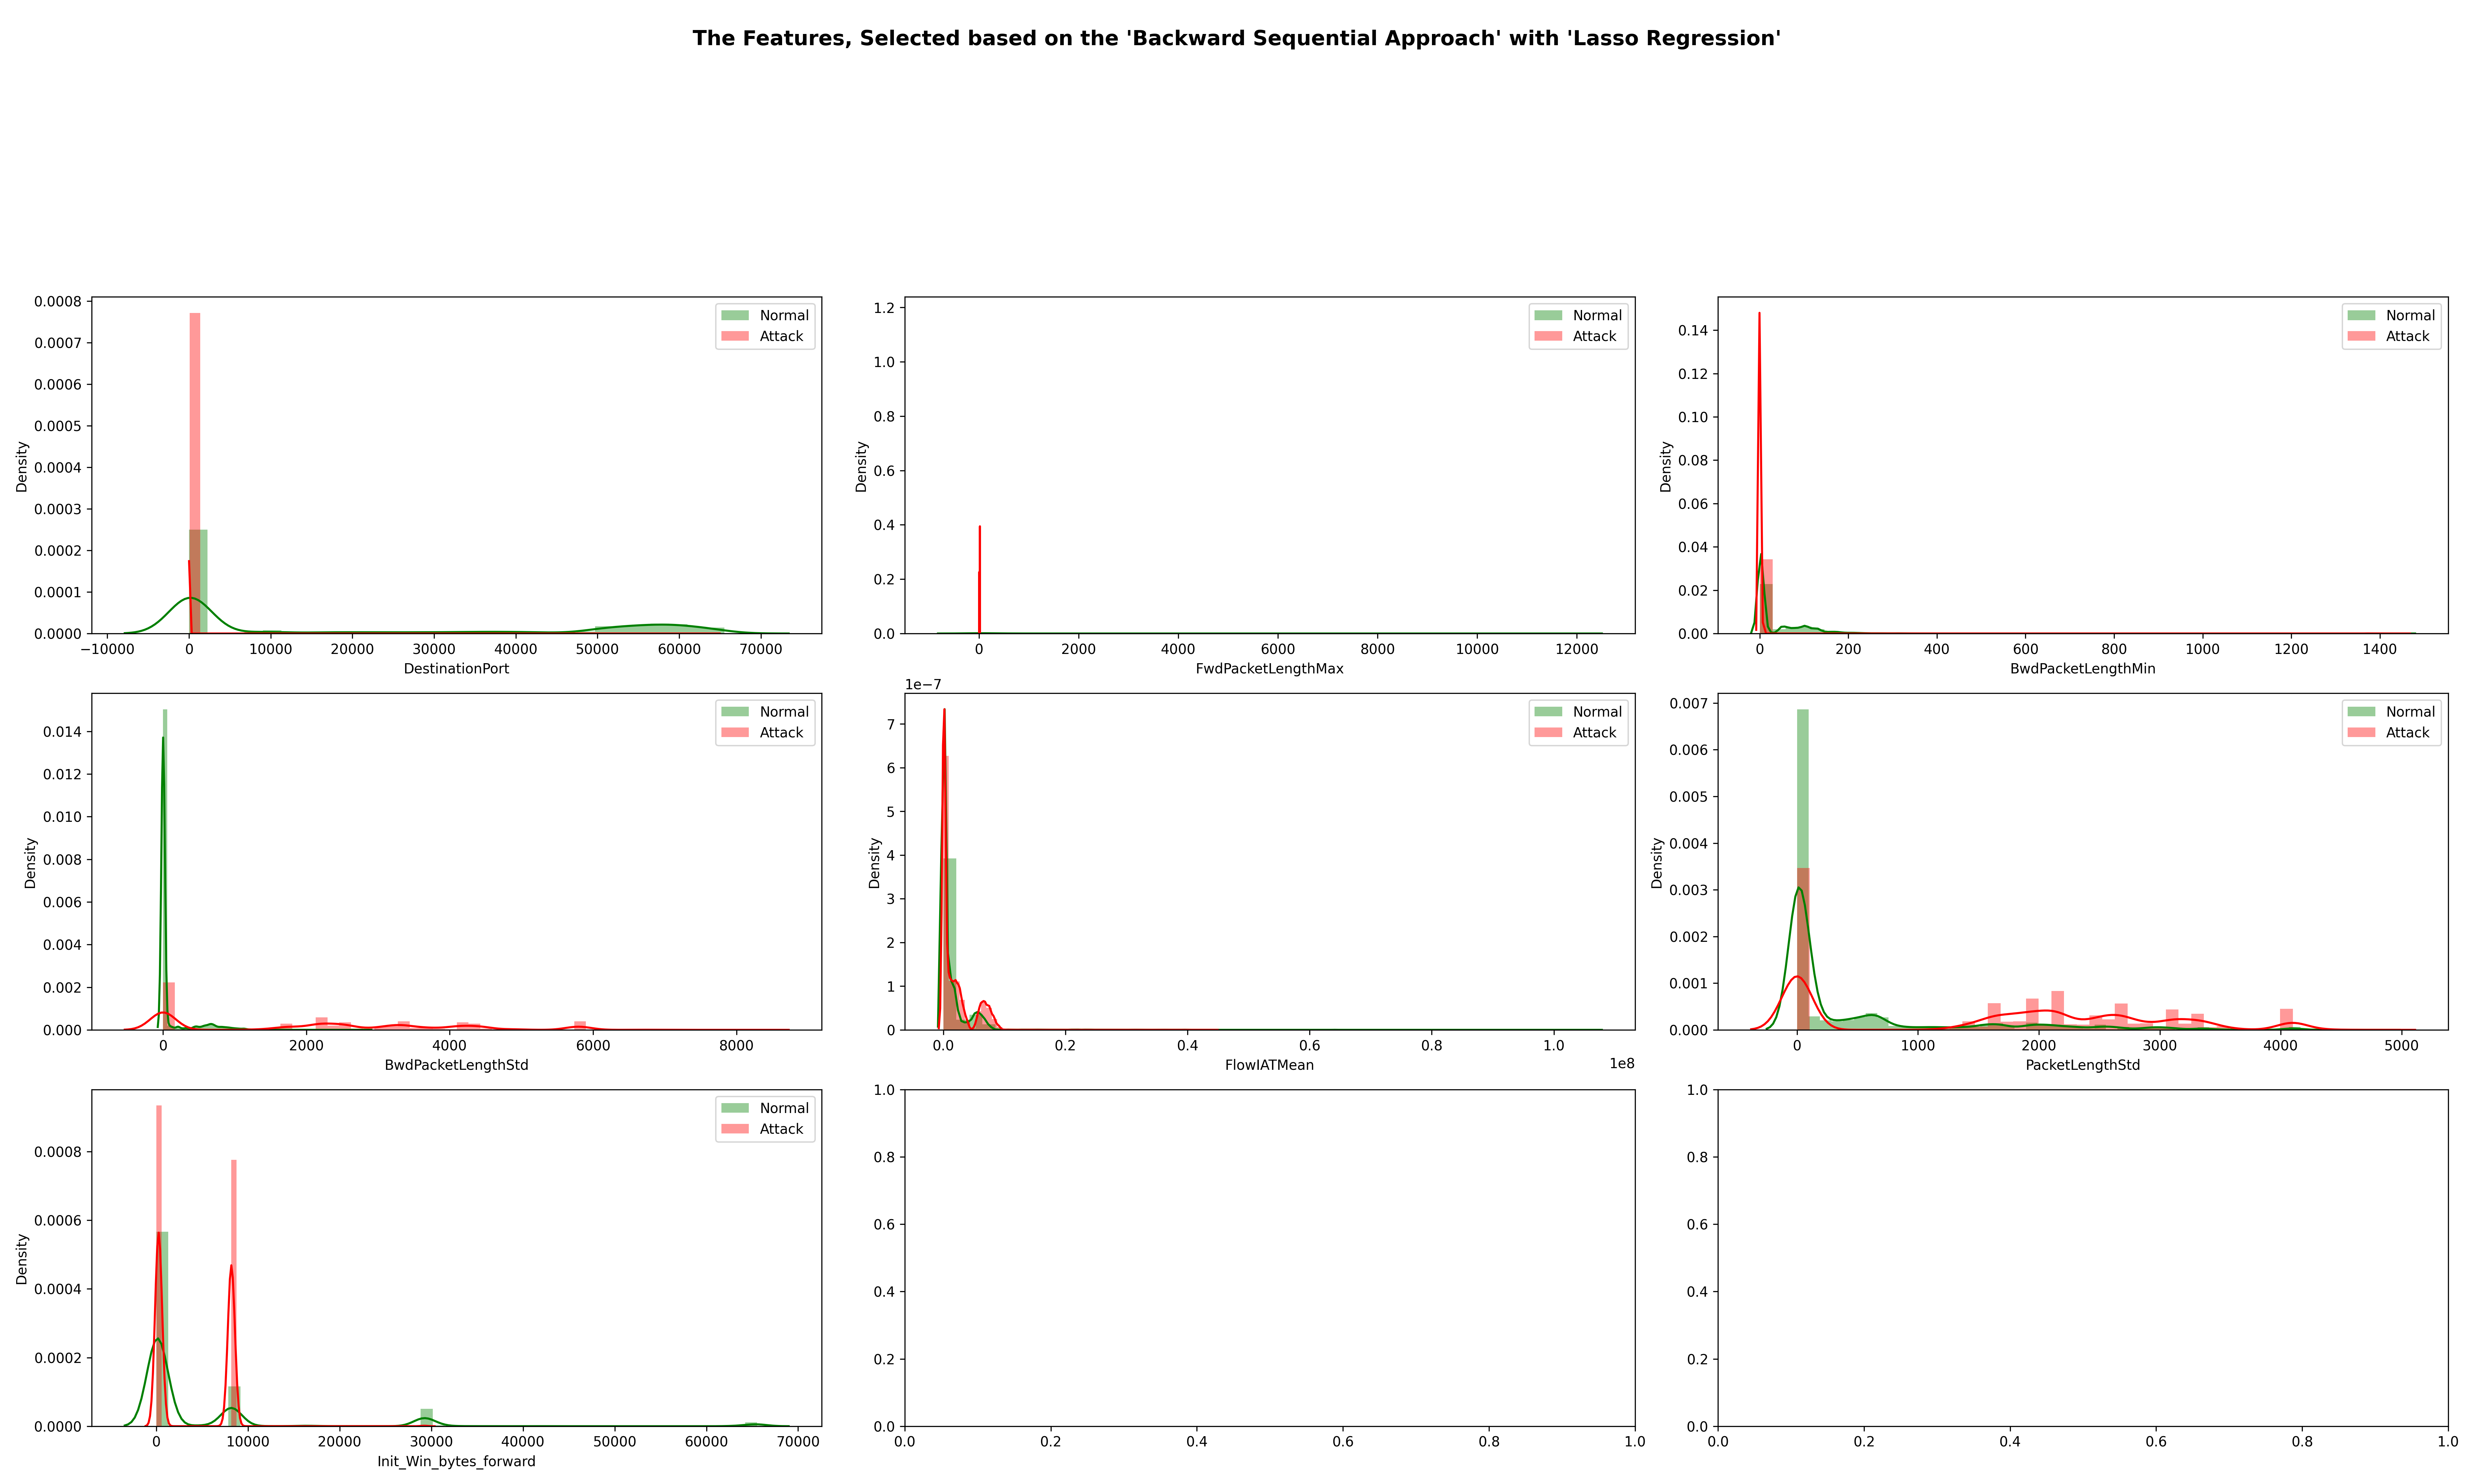 The Features, Selected based on the 'Backward Sequential Approach' with 'Lasso Regression'
0.0008
0.0007
0.0006
0.0005
0.0004
0.0003
0.0002
0.0001
0.0000
Density
−10000 0 10000 20000 30000 40000 50000 60000 70000
DestinationPort
Normal
Attack
1.2
1.0
0.8
0.6
0.4
0.2
0.0
Density
0 2000 4000 6000 8000 10000 12000
FwdPacketLengthMax
Normal
Attack
0.14
0.12
0.10
0.08
0.06
0.04
0.02
0.00
Density
0 200 400 600 800 1000 1200 1400
BwdPacketLengthMin
Normal
Attack
0.014
0.012
0.010
0.008
0.006
0.004
0.002
0.000
Density
0 2000 4000 6000 8000
BwdPacketLengthStd
Normal
Attack
1e−7
7
6
5
4
3
2
1
0
Density
0.0 0.2 0.4 0.6 0.8 1.0
1e8
FlowIATMean
Normal
Attack
0.007
0.006
0.005
0.004
0.003
0.002
0.001
0.000
Density
0 1000 2000 3000 4000 5000
PacketLengthStd
Normal
Attack
0.0008
0.0006
0.0004
0.0002
0.0000
Density
0 10000 20000 30000 40000 50000 60000 70000
Init_Win_bytes_forward
Normal
Attack
1.0
0.8
0.6
0.4
0.2
0.0
0.0 0.2 0.4 0.6 0.8 1.0
1.0
0.8
0.6
0.4
0.2
0.0
0.0 0.2 0.4 0.6 0.8 1.0